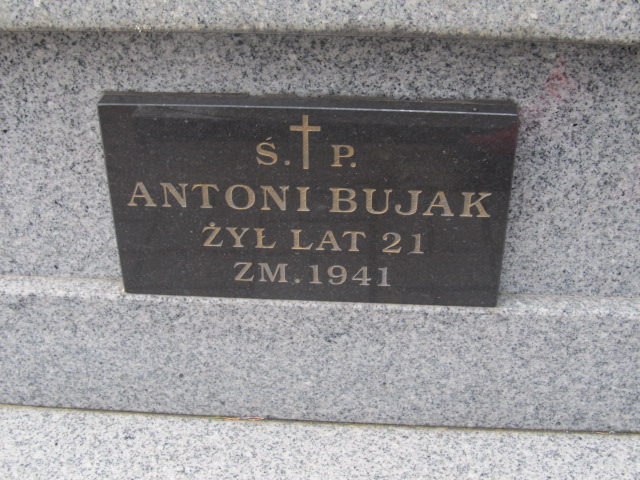 Ś.†P.
ANTONI BUJAK
ŻYŁ LAT 21
ZM. 1941